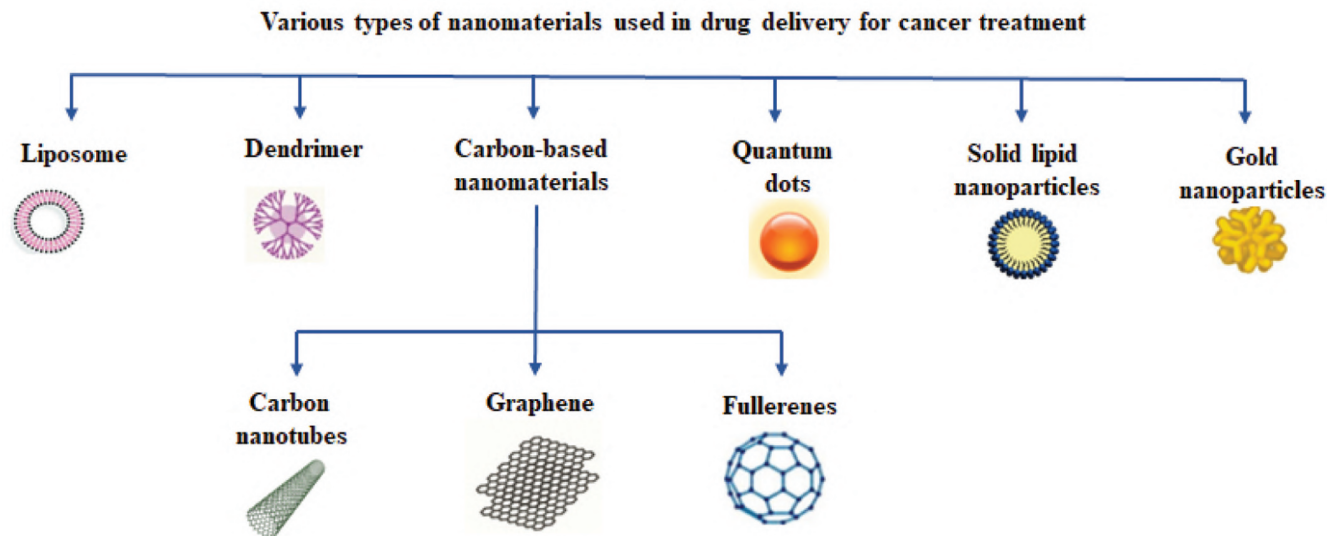 Various types of nanomaterials used in drug delivery for cancer treatment
Liposome
Dendrimer
Carbon-based
nanomaterials
Quantum
dots
Solid lipid
nanoparticles
Gold
nanoparticles
Carbon
nanotubes
Graphene
Fullerenes